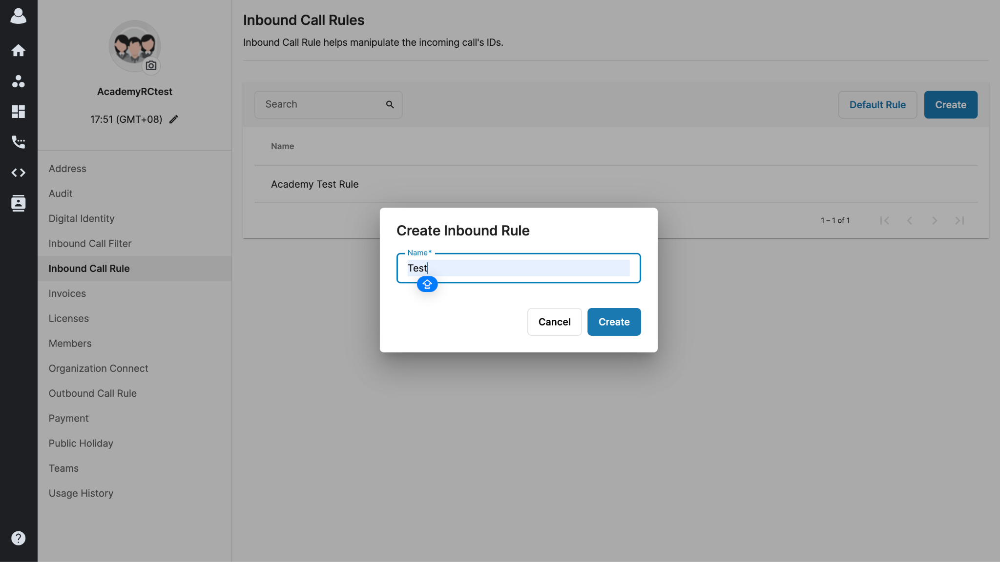 AcademyRCtest
17:51 (GMT+08)
Address
Audit
Digital Identity
Inbound Call Filter
Inbound Call Rule
Invoices
Licenses
Members
Organization Connect
Outbound Call Rule
Payment
Public Holiday
Teams
Usage History
?
Inbound Call Rules
Inbound Call Rule helps manipulate the incoming call's IDs.
Search
Default Rule
Create
Name
Academy Test Rule
1 – 1 of 1
Create Inbound Rule
Name*
Test
Cancel
Create